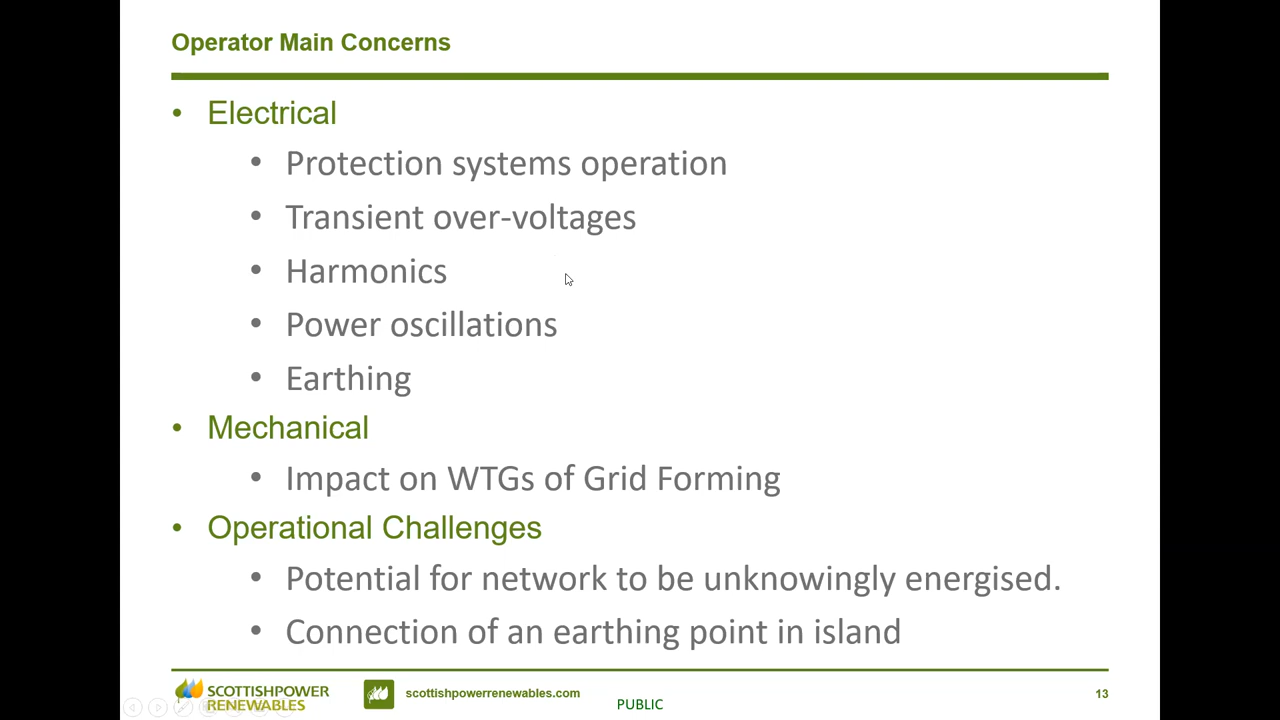 Operator Main Concerns
• Electrical
• Protection systems operation
• Transient over-voltages
• Harmonics
• Power oscillations
• Earthing
• Mechanical
• Impact on WTGs of Grid Forming
• Operational Challenges
• Potential for network to be unknowingly energised.
• Connection of an earthing point in island
SCOTTISHPOWER
RENEWABLES
scottishpowerrenewables.com
13
PUBLIC